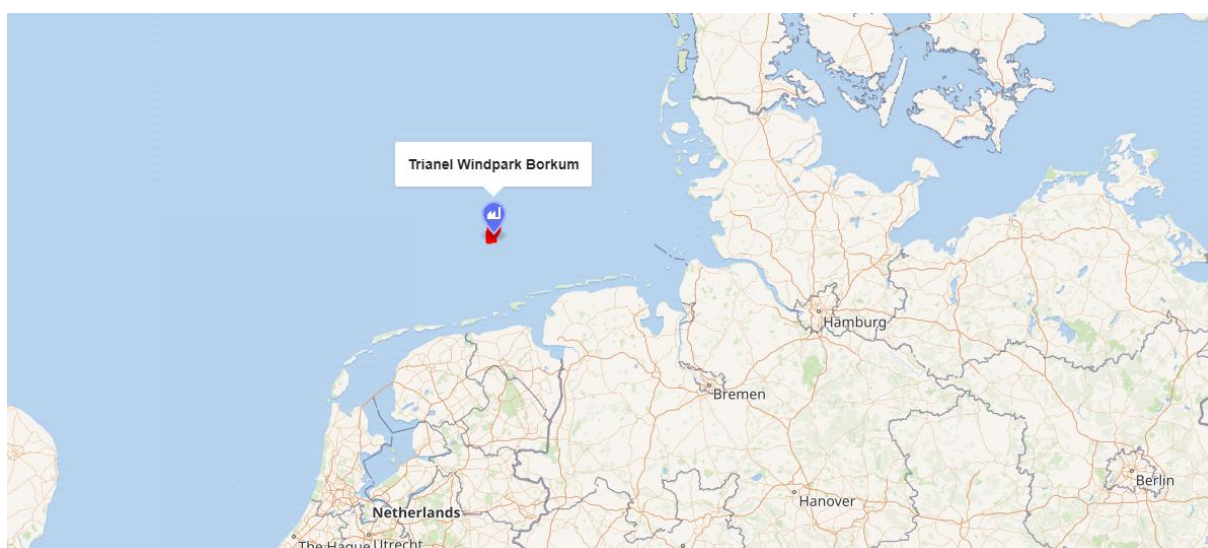 Trianel Windpark Borkum
Hamburg
Bremen
Berlin
Hanover
Netherlands
The Hague
Utrecht